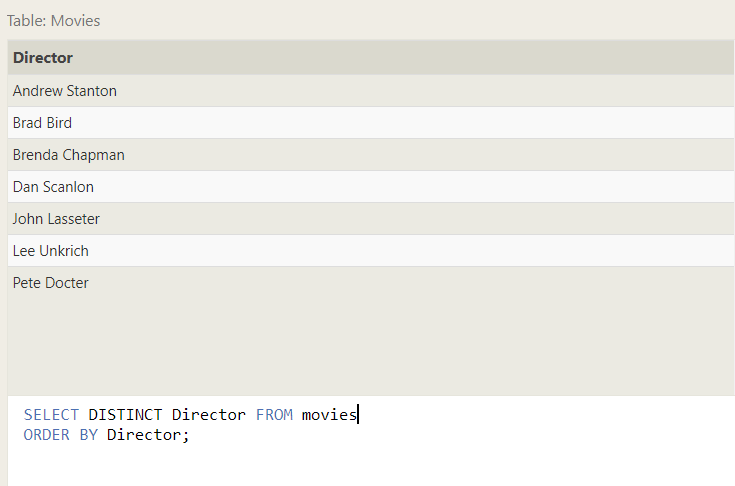 Table: Movies
Director
Andrew Stanton
Brad Bird
Brenda Chapman
Dan Scanlon
John Lasseter
Lee Unkrich
Pete Docter
SELECT DISTINCT Director FROM movies
ORDER BY Director;